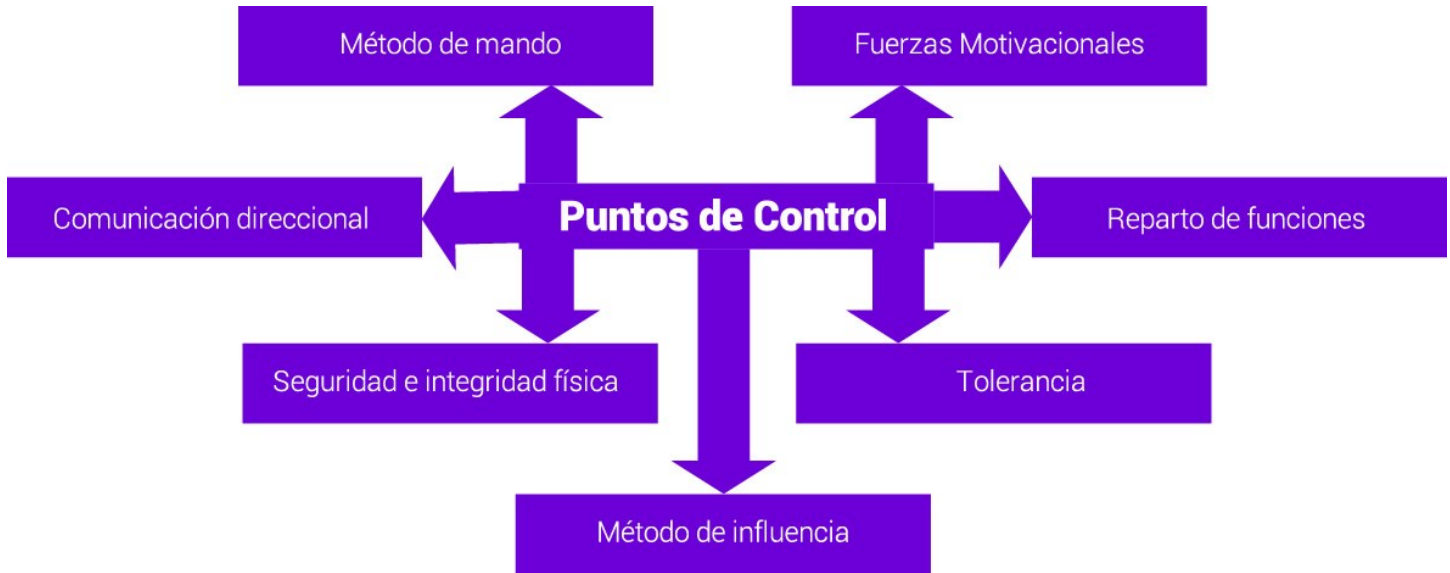 Método de mando
Fuerzas Motivacionales
Comunicación direccional
Puntos de Control
Reparto de funciones
Seguridad e integridad física
Tolerancia
Método de influencia